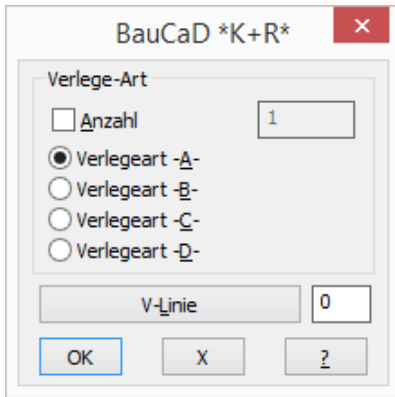 BauCaD *K+R*
Verlege-Art
Anzahl 1
Verlegeart -A-
Verlegeart -B-
Verlegeart -C-
Verlegeart -D-
V-Linie 0
OK X ?